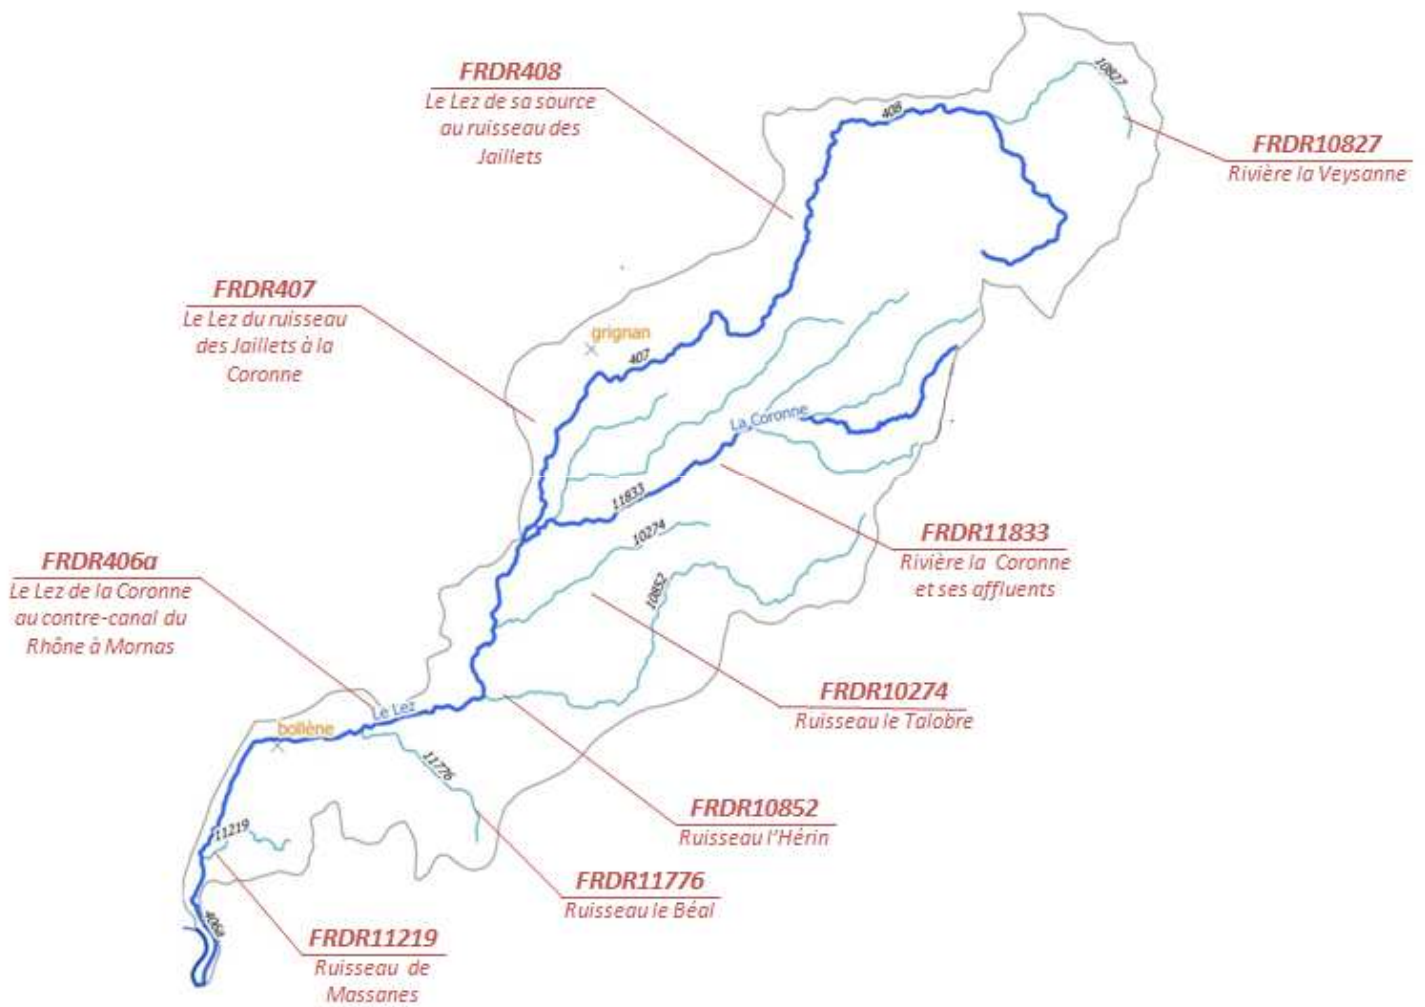 FRDR408
Le Lez de sa source
au ruisseau des
Jaillets
408
10827
FRDR10827
Rivière la Veysanne
FRDR407
Le Lez du ruisseau
des Jaillets à la
Coronne
grignan
407
La Coronne
11833
10274
FRDR11833
Rivière la Coronne
et ses affluents
FRDR406a
Le Lez de la Coronne
au contre-canal du
Rhône à Mornas
10852
FRDR10274
Ruisseau le Talobre
Le Lez
bollène
11776
FRDR10852
Ruisseau l'Hérin
11219
FRDR11776
Ruisseau le Béal
FRDR11219
Ruisseau de
Massanes